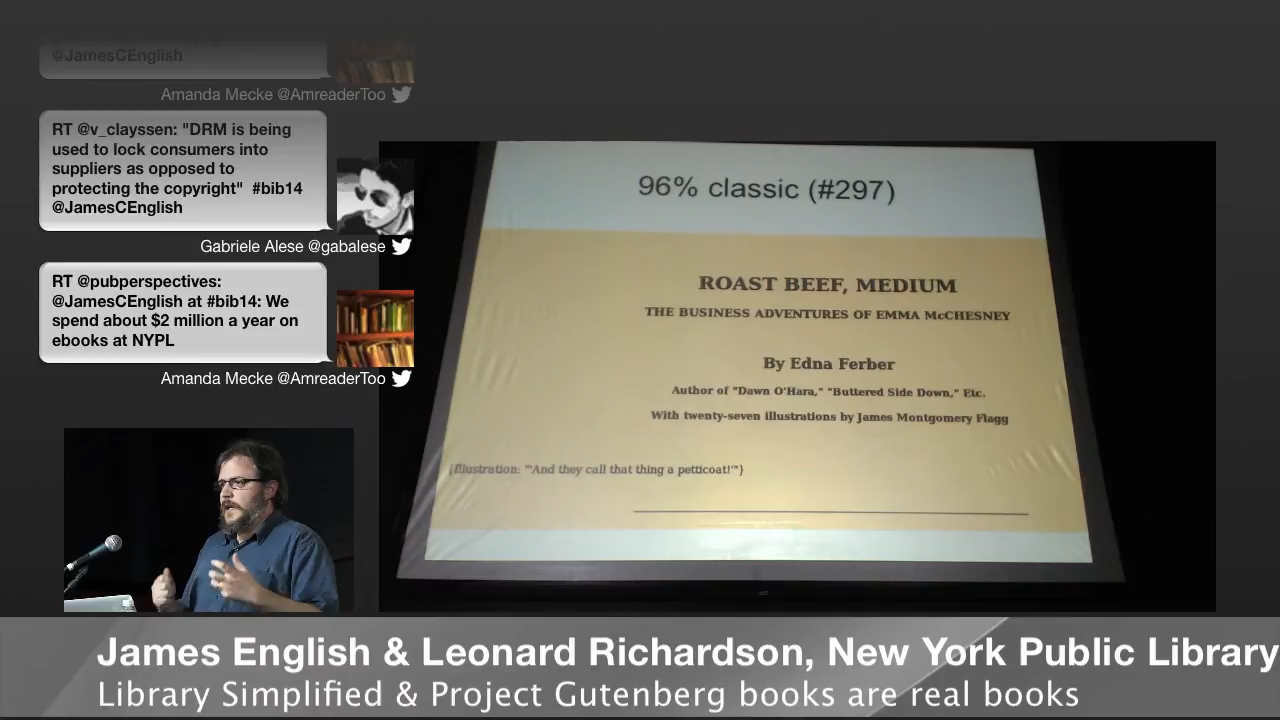 @JamesCEnglish
Amanda Mecke @AmreaderToo
RT @v_clayssen: "DRM is being
used to lock consumers into
suppliers as opposed to
protecting the copyright" #bib14
@JamesCEnglish
Gabriele Alese @gabalese
RT @pubperspectives:
@JamesCEnglish at #bib14: We
spend about $2 million a year on
ebooks at NYPL
Amanda Mecke @AmreaderToo
96% classic (#297)
ROAST BEEF, MEDIUM
THE BUSINESS ADVENTURES OF EMMA McCHESNEY
By Edna Ferber
Author of "Dawn O'Hara," "Buttered Side Down," Etc.
With twenty-seven illustrations by James Montgomery Flagg
{Illustration: "'And they call that thing a petticoat!'"}
James English & Leonard Richardson, New York Public Library
Library Simplified & Project Gutenberg books are real books